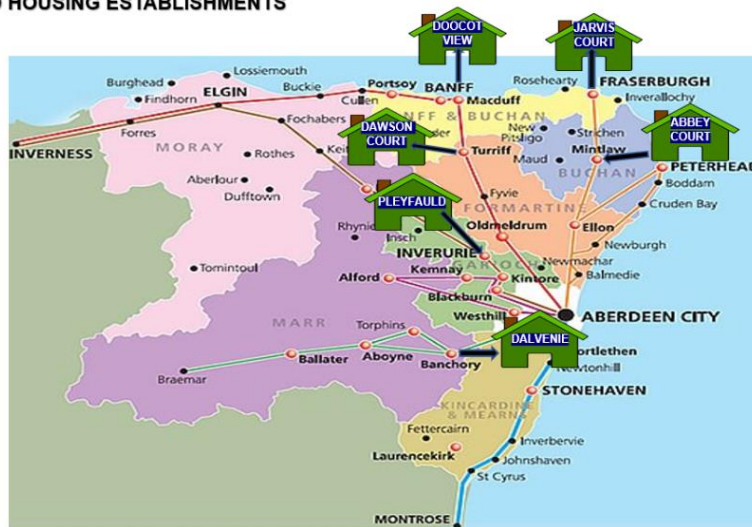 HOUSING ESTABLISHMENTS
DOOCOT
VIEW
JARVIS
COURT
Lossiemouth
Burghead
Findhorn
ELGIN
Buckie
Portsoy
Cullen
BANFF
Macduff
Rosehearty
FRASERBURGH
Inverallochy
INVERNESS
Forres
Fochabers
MORAY
DAWSON
COURT
NFF & BUCHAN
Turriff
New
Pitsligo
Strichen
Maud
Mintlaw
BUCHAN
ABBEY
COURT
PETERHEAD
Boddam
Cruden Bay
Rothes
Aberlour
Dufftown
Fyvie
FORMARTINE
Oldmeldrum
Ellon
PLEYFAULD
Rhynie
Insch
INVERURIE
GARIOCH
Newburgh
Newmachar
Balmedie
Tomintoul
Alford
Kemnay
Kintore
Blackburn
Westhill
ABERDEEN CITY
MARR
Torphins
DALVENIE
Ballater
Aboyne
Banchory
ortlethen
Newtonhill
Braemar
STONEHAVEN
KINCARDINE
& MEARNS
Fettercairn
Laurencekirk
Inverbervie
Johnshaven
St Cyrus
MONTROSE